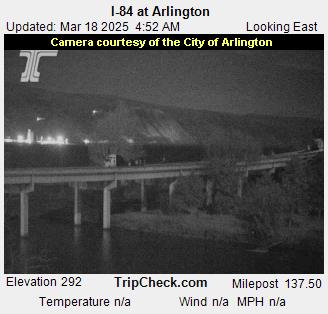 I-84 at Arlington
Updated: Mar 18 2025 4:52 AM Looking East
Camera courtesy of the City of Arlington
Elevation 292 TripCheck.com Milepost 137.50
Temperature n/a Wind n/a MPH n/a